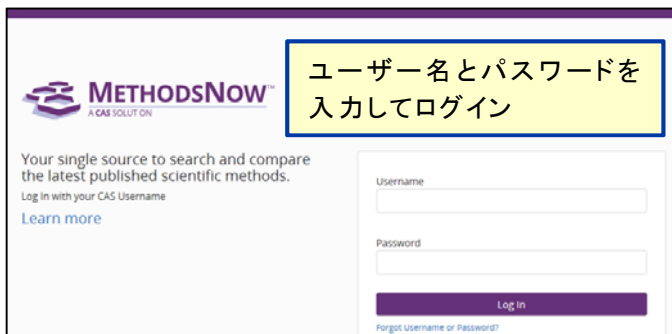 ユーザー名とパスワードを
入力してログイン
METHODSNOW™
A CAS SOLUTION
Your single source to search and compare
the latest published scientific methods.
Log In with your CAS Username
Learn more
Username
Password
Log In
Forgot Username or Password?